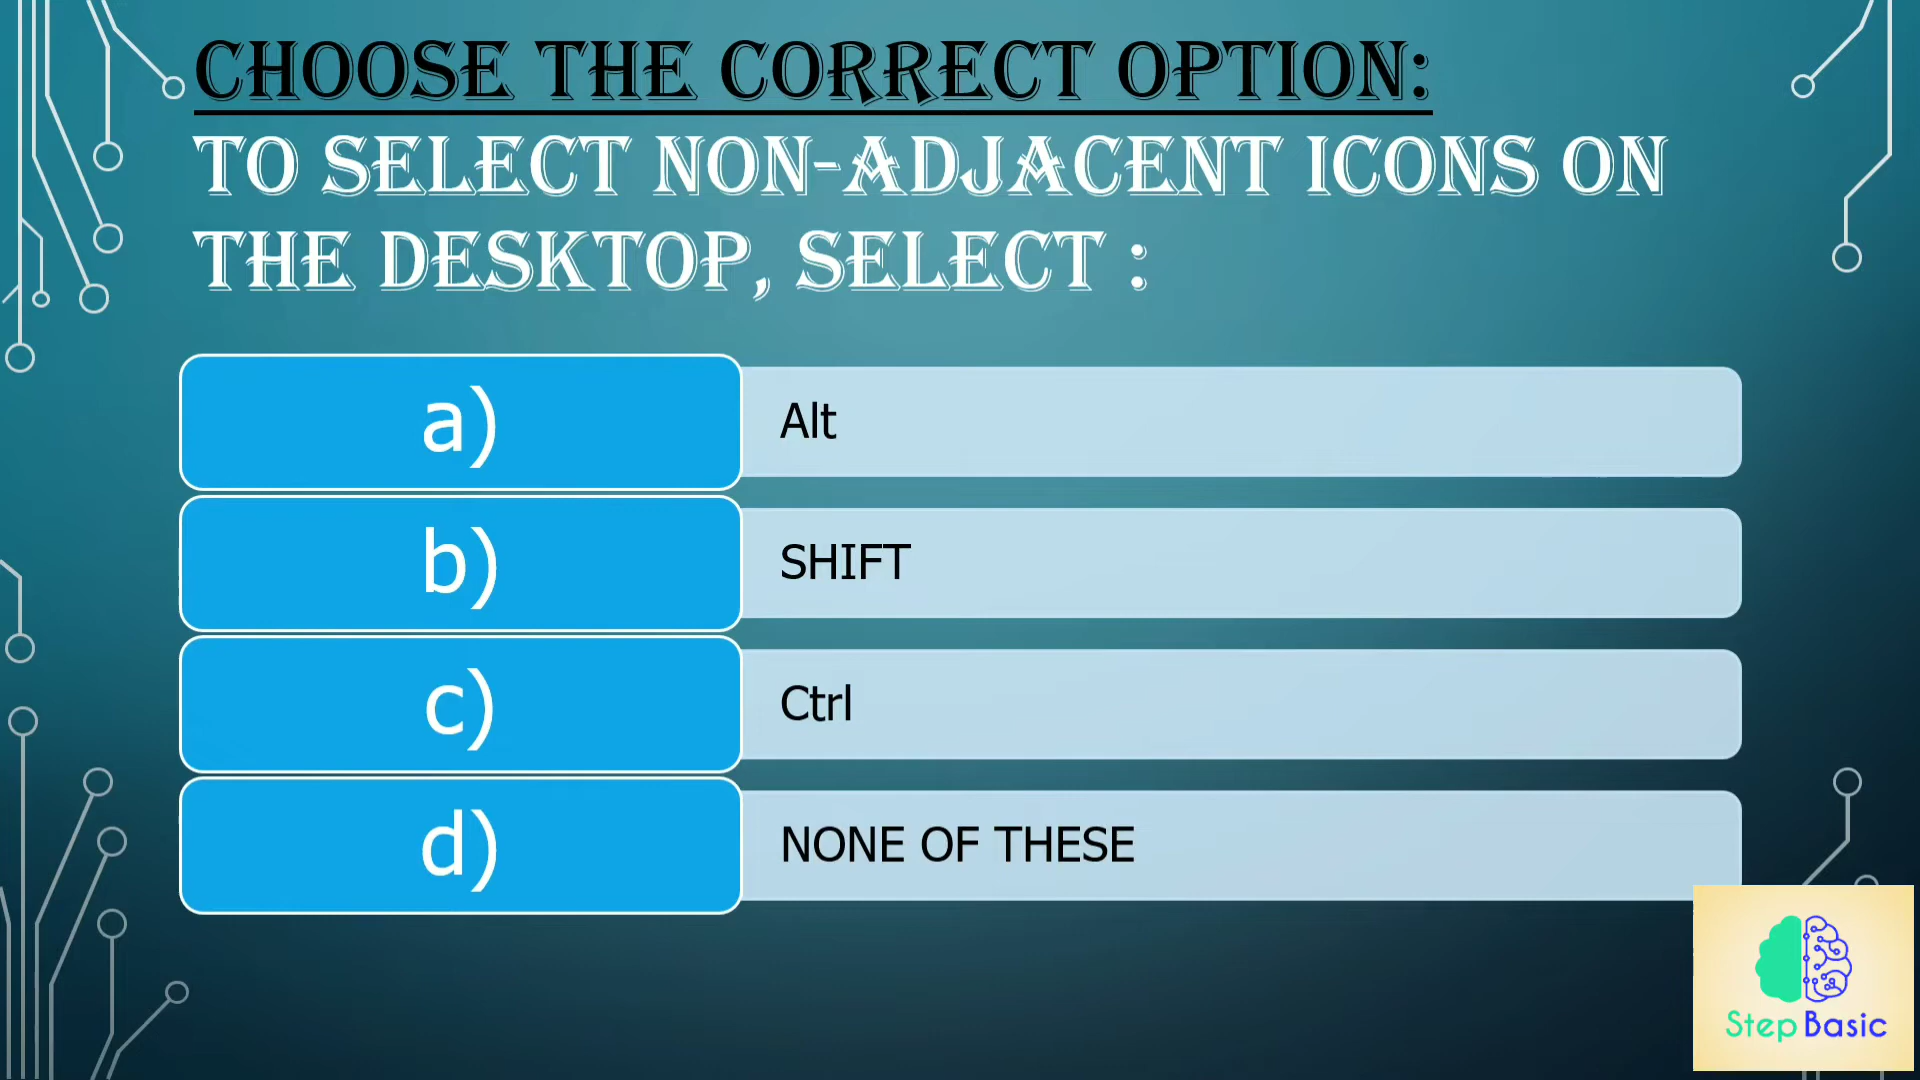 CHOOSE THE CORRECT OPTION:
TO SELECT NON-ADJACENT ICONS ON
THE DESKTOP, SELECT :
a) Alt
b) SHIFT
c) Ctrl
d) NONE OF THESE
Step Basic